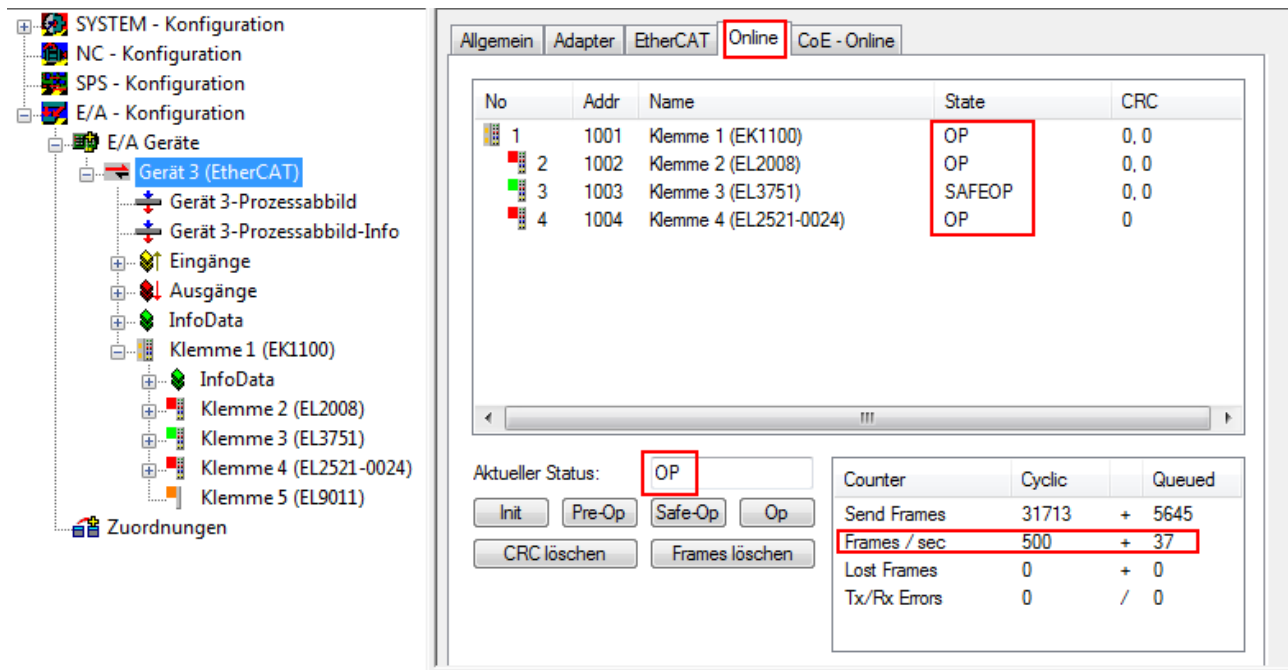 SYSTEM - Konfiguration
NC - Konfiguration
SPS - Konfiguration
E/A - Konfiguration
E/A Geräte
Gerät 3 (EtherCAT)
Gerät 3-Prozessabbild
Gerät 3-Prozessabbild-Info
Eingänge
Ausgänge
InfoData
Klemme 1 (EK1100)
InfoData
Klemme 2 (EL2008)
Klemme 3 (EL3751)
Klemme 4 (EL2521-0024)
Klemme 5 (EL9011)
Zuordnungen
Allgemein Adapter EtherCAT Online CoE - Online
No Addr Name State CRC
1 1001 Klemme 1 (EK1100) OP 0, 0
2 1002 Klemme 2 (EL2008) OP 0, 0
3 1003 Klemme 3 (EL3751) SAFEOP 0, 0
4 1004 Klemme 4 (EL2521-0024) OP 0
Aktueller Status: OP
Init Pre-Op Safe-Op Op
CRC löschen Frames löschen
Counter Cyclic Queued
Send Frames 31713 + 5645
Frames / sec 500 + 37
Lost Frames 0 + 0
Tx/Rx Errors 0 / 0